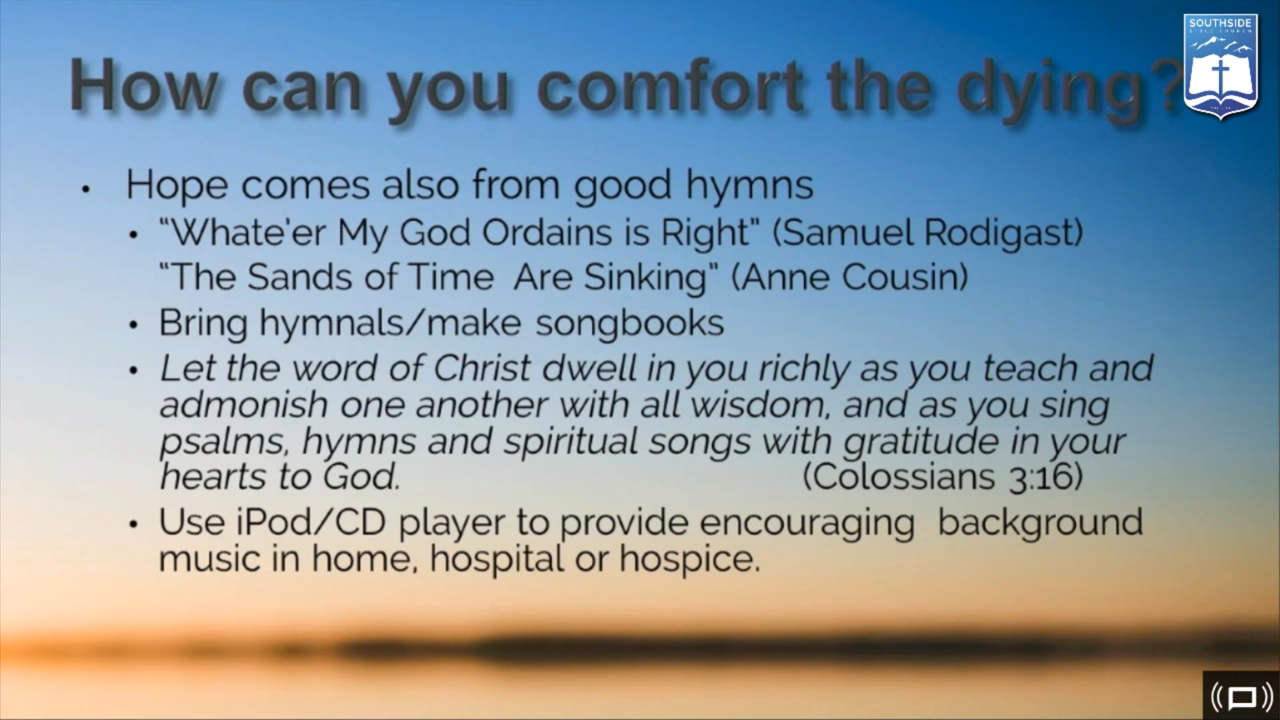 SOUTHSIDE
BIBLE CHURCH
How can you comfort the dying?
• Hope comes also from good hymns
• “Whate’er My God Ordains is Right” (Samuel Rodigast)
“The Sands of Time Are Sinking” (Anne Cousin)
• Bring hymnals/make songbooks
• Let the word of Christ dwell in you richly as you teach and
admonish one another with all wisdom, and as you sing
psalms, hymns and spiritual songs with gratitude in your
hearts to God. (Colossians 3:16)
• Use iPod/CD player to provide encouraging background
music in home, hospital or hospice.